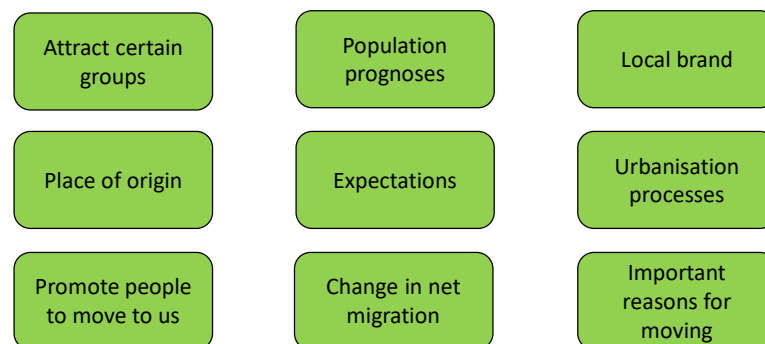 Attract certain
groups
Population
prognoses
Local brand
Place of origin
Expectations
Urbanisation
processes
Promote people
to move to us
Change in net
migration
Important
reasons for
moving